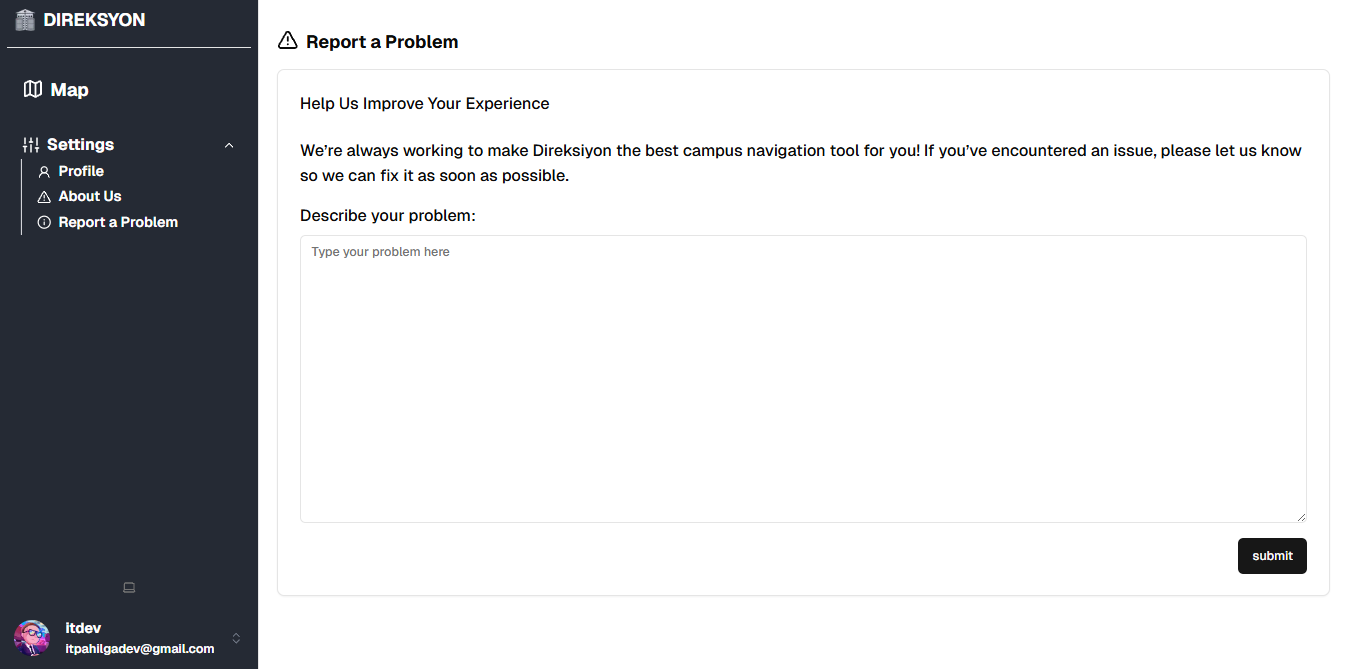 DIREKSYON
Map
Settings
Profile
About Us
Report a Problem
itdev
itpahilgadev@gmail.com
Report a Problem
Help Us Improve Your Experience
We’re always working to make Direksiyon the best campus navigation tool for you! If you’ve encountered an issue, please let us know
so we can fix it as soon as possible.
Describe your problem:
Type your problem here
submit